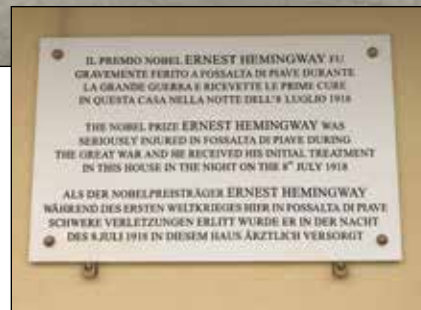 IL PREMIO NOBEL ERNEST HEMINGWAY FU
GRAVEMENTE FERITO A FOSSALTA DI PIAVE DURANTE
LA GRANDE GUERRA E RICEVETTE LE PRIME CURE
IN QUESTA CASA NELLA NOTTE DELL'8 LUGLIO 1918
THE NOBEL PRIZE ERNEST HEMINGWAY WAS
SERIOUSLY INJURED IN FOSSALTA DI PIAVE DURING
THE GREAT WAR AND HE RECEIVED HIS INITIAL TREATMENT
IN THIS HOUSE IN THE NIGHT ON THE 8th JULY 1918
ALS DER NOBELPREISTRÄGER ERNEST HEMINGWAY
WÄHREND DES ERSTEN WELTKRIEGES HIER IN FOSSALTA DI PIAVE
SCHWERE VERLETZUNGEN ERLITT WURDE ER IN DER NACHT
DES 8.JULI 1918 IN DIESEM HAUS ÄRZTLICH VERSORGT